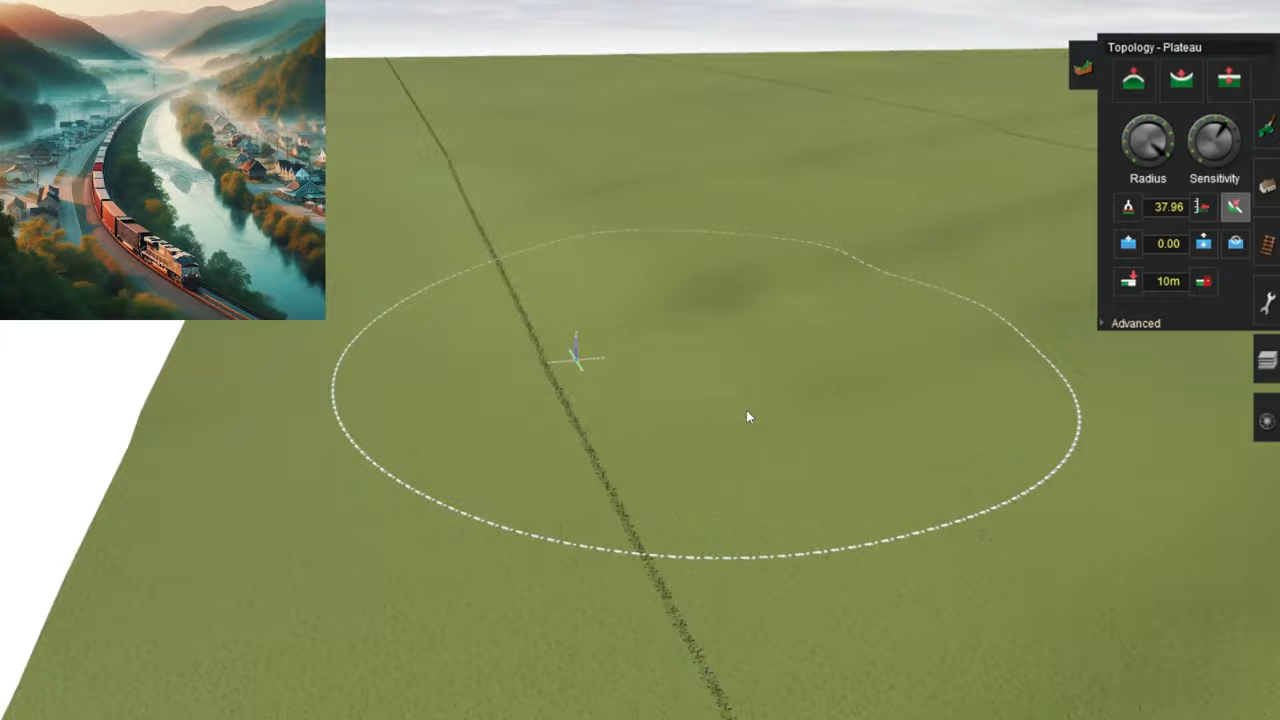 Topology - Plateau
Radius Sensitivity
37.96
0.00
10m
Advanced